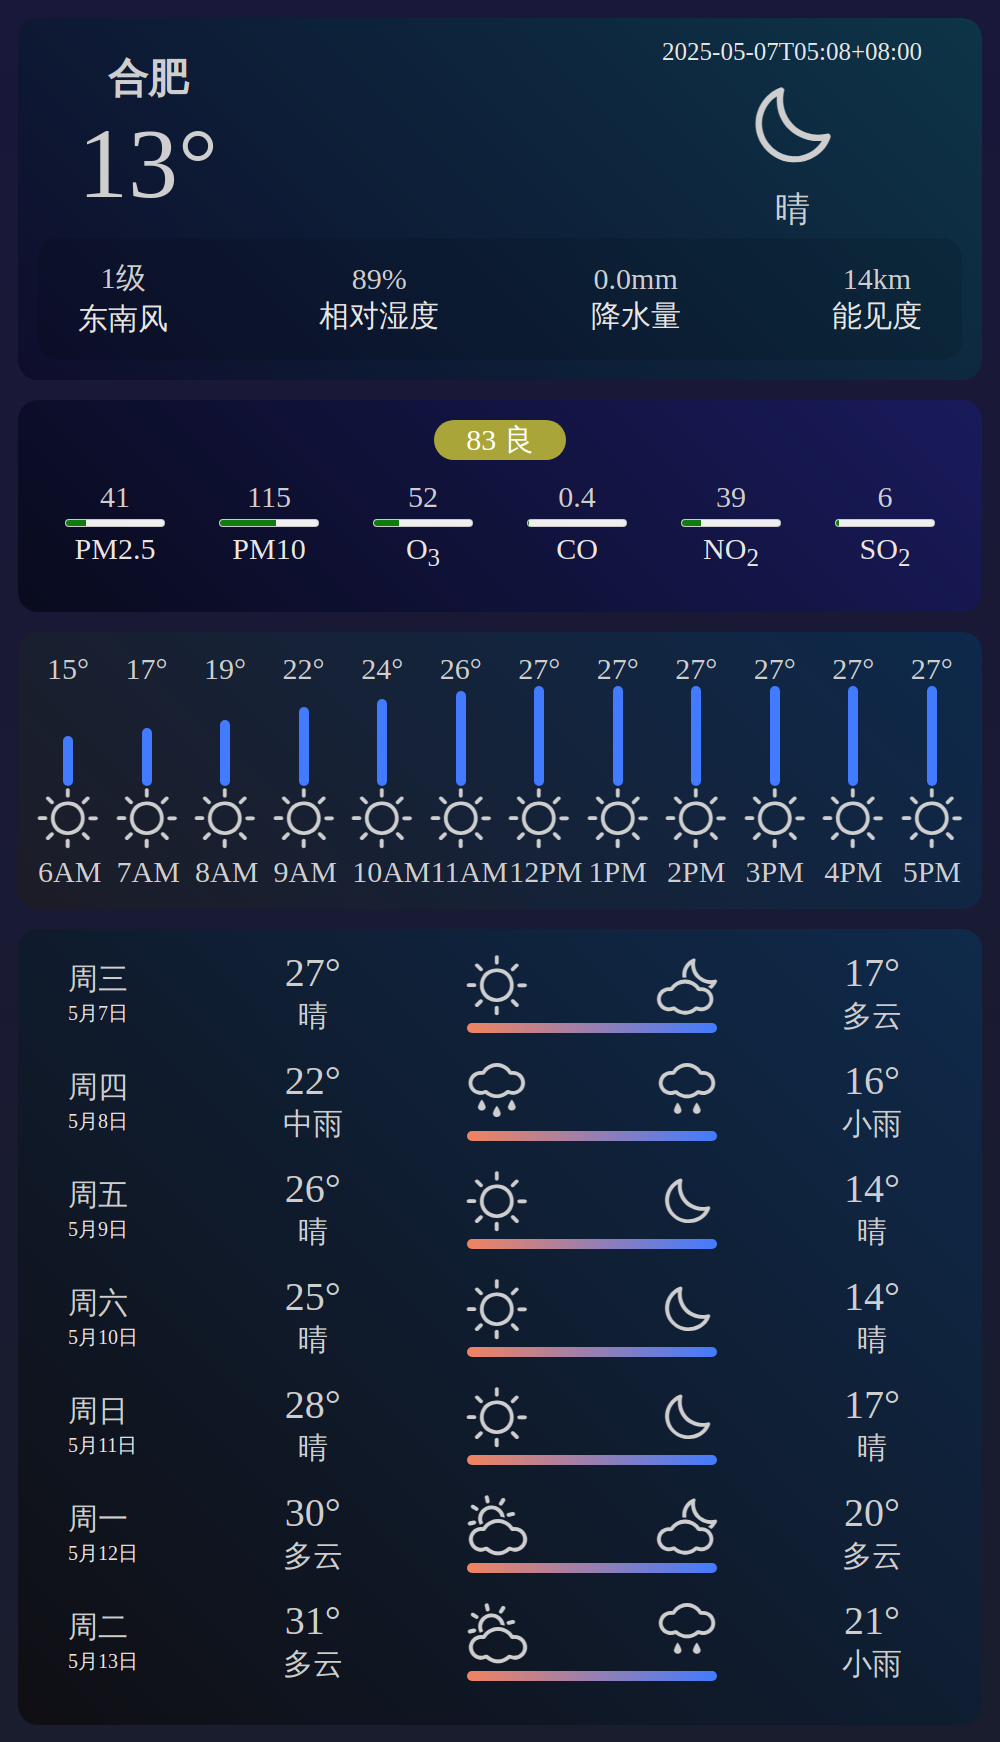 合肥
2025-05-07T05:08+08:00
13°
晴
1级 89% 0.0mm 14km
东南风 相对湿度 降水量 能见度
83 良
41 115 52 0.4 39 6
PM2.5 PM10 O3 CO NO2 SO2
15° 17° 19° 22° 24° 26° 27° 27° 27° 27° 27° 27°
6AM 7AM 8AM 9AM 10AM 11AM 12PM 1PM 2PM 3PM 4PM 5PM
周三 27° 17°
5月7日 晴 多云
周四 22° 16°
5月8日 中雨 小雨
周五 26° 14°
5月9日 晴 晴
周六 25° 14°
5月10日 晴 晴
周日 28° 17°
5月11日 晴 晴
周一 30° 20°
5月12日 多云 多云
周二 31° 21°
5月13日 多云 小雨